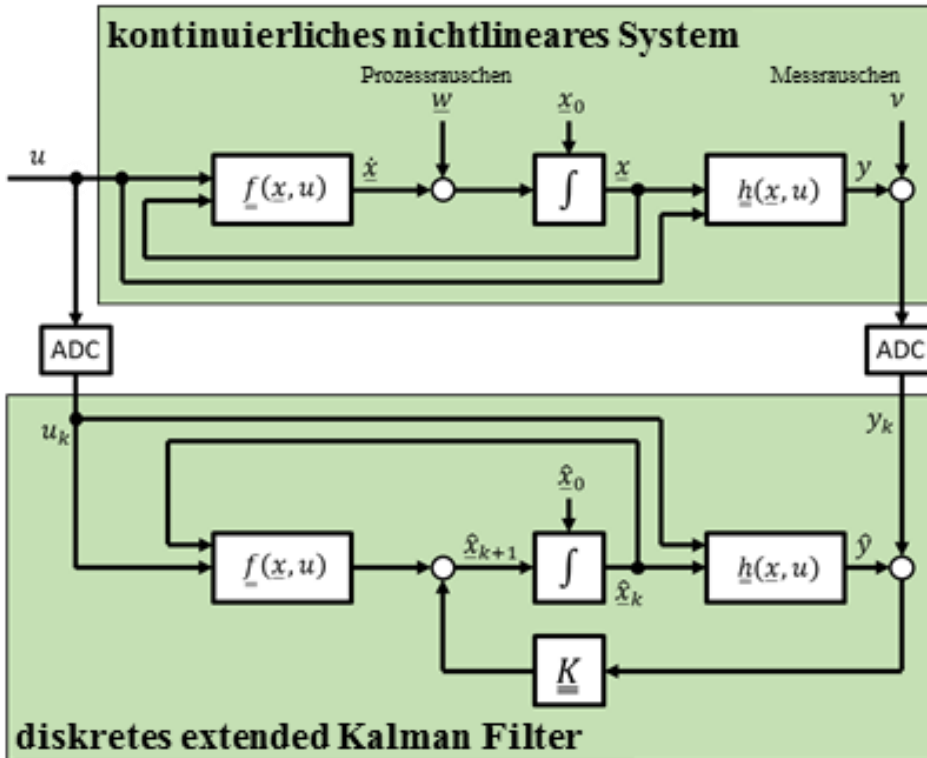 kontinuierliches nichtlineares System
Prozessrauschen
Messrauschen
w
x₀
v
u
f(x, u)
ẋ
∫
x
h(x, u)
y
ADC
ADC
uₖ
yₖ
x̂₀
f(x, u)
x̂ₖ₊₁
∫
x̂ₖ
h(x, u)
ŷ
K
diskretes extended Kalman Filter